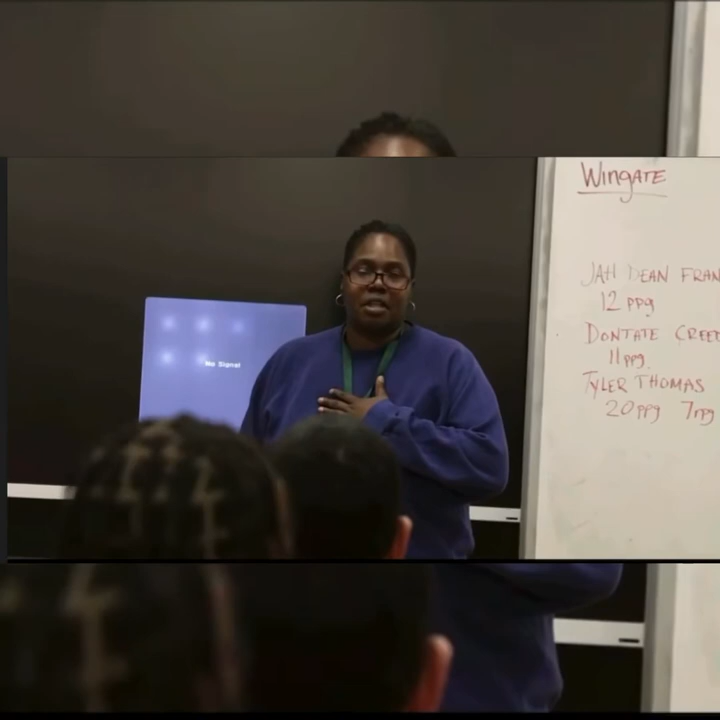 WINGATE
JAH DEAN FRAN
12 ppg
DONTATE CREE
11 ppg
TYLER THOMAS
20 ppg 7 rpg
No Signal